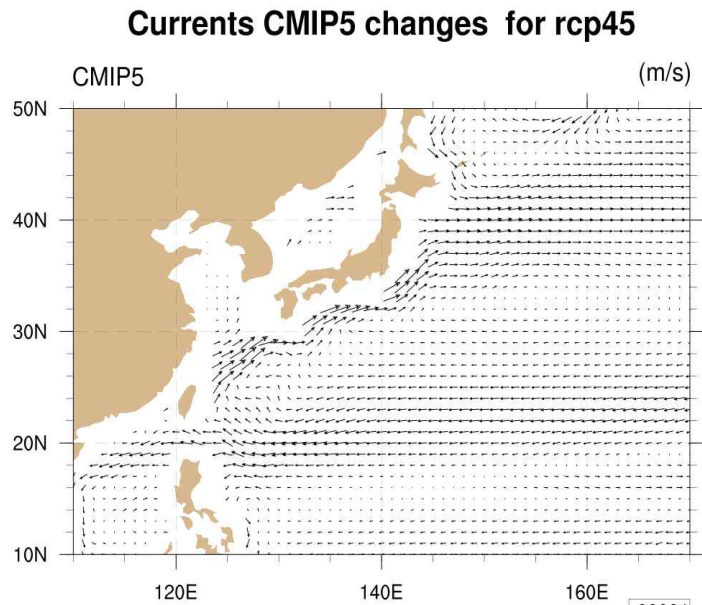 Currents CMIP5 changes for rcp45
CMIP5
(m/s)
50N
40N
30N
20N
10N
120E
140E
160E